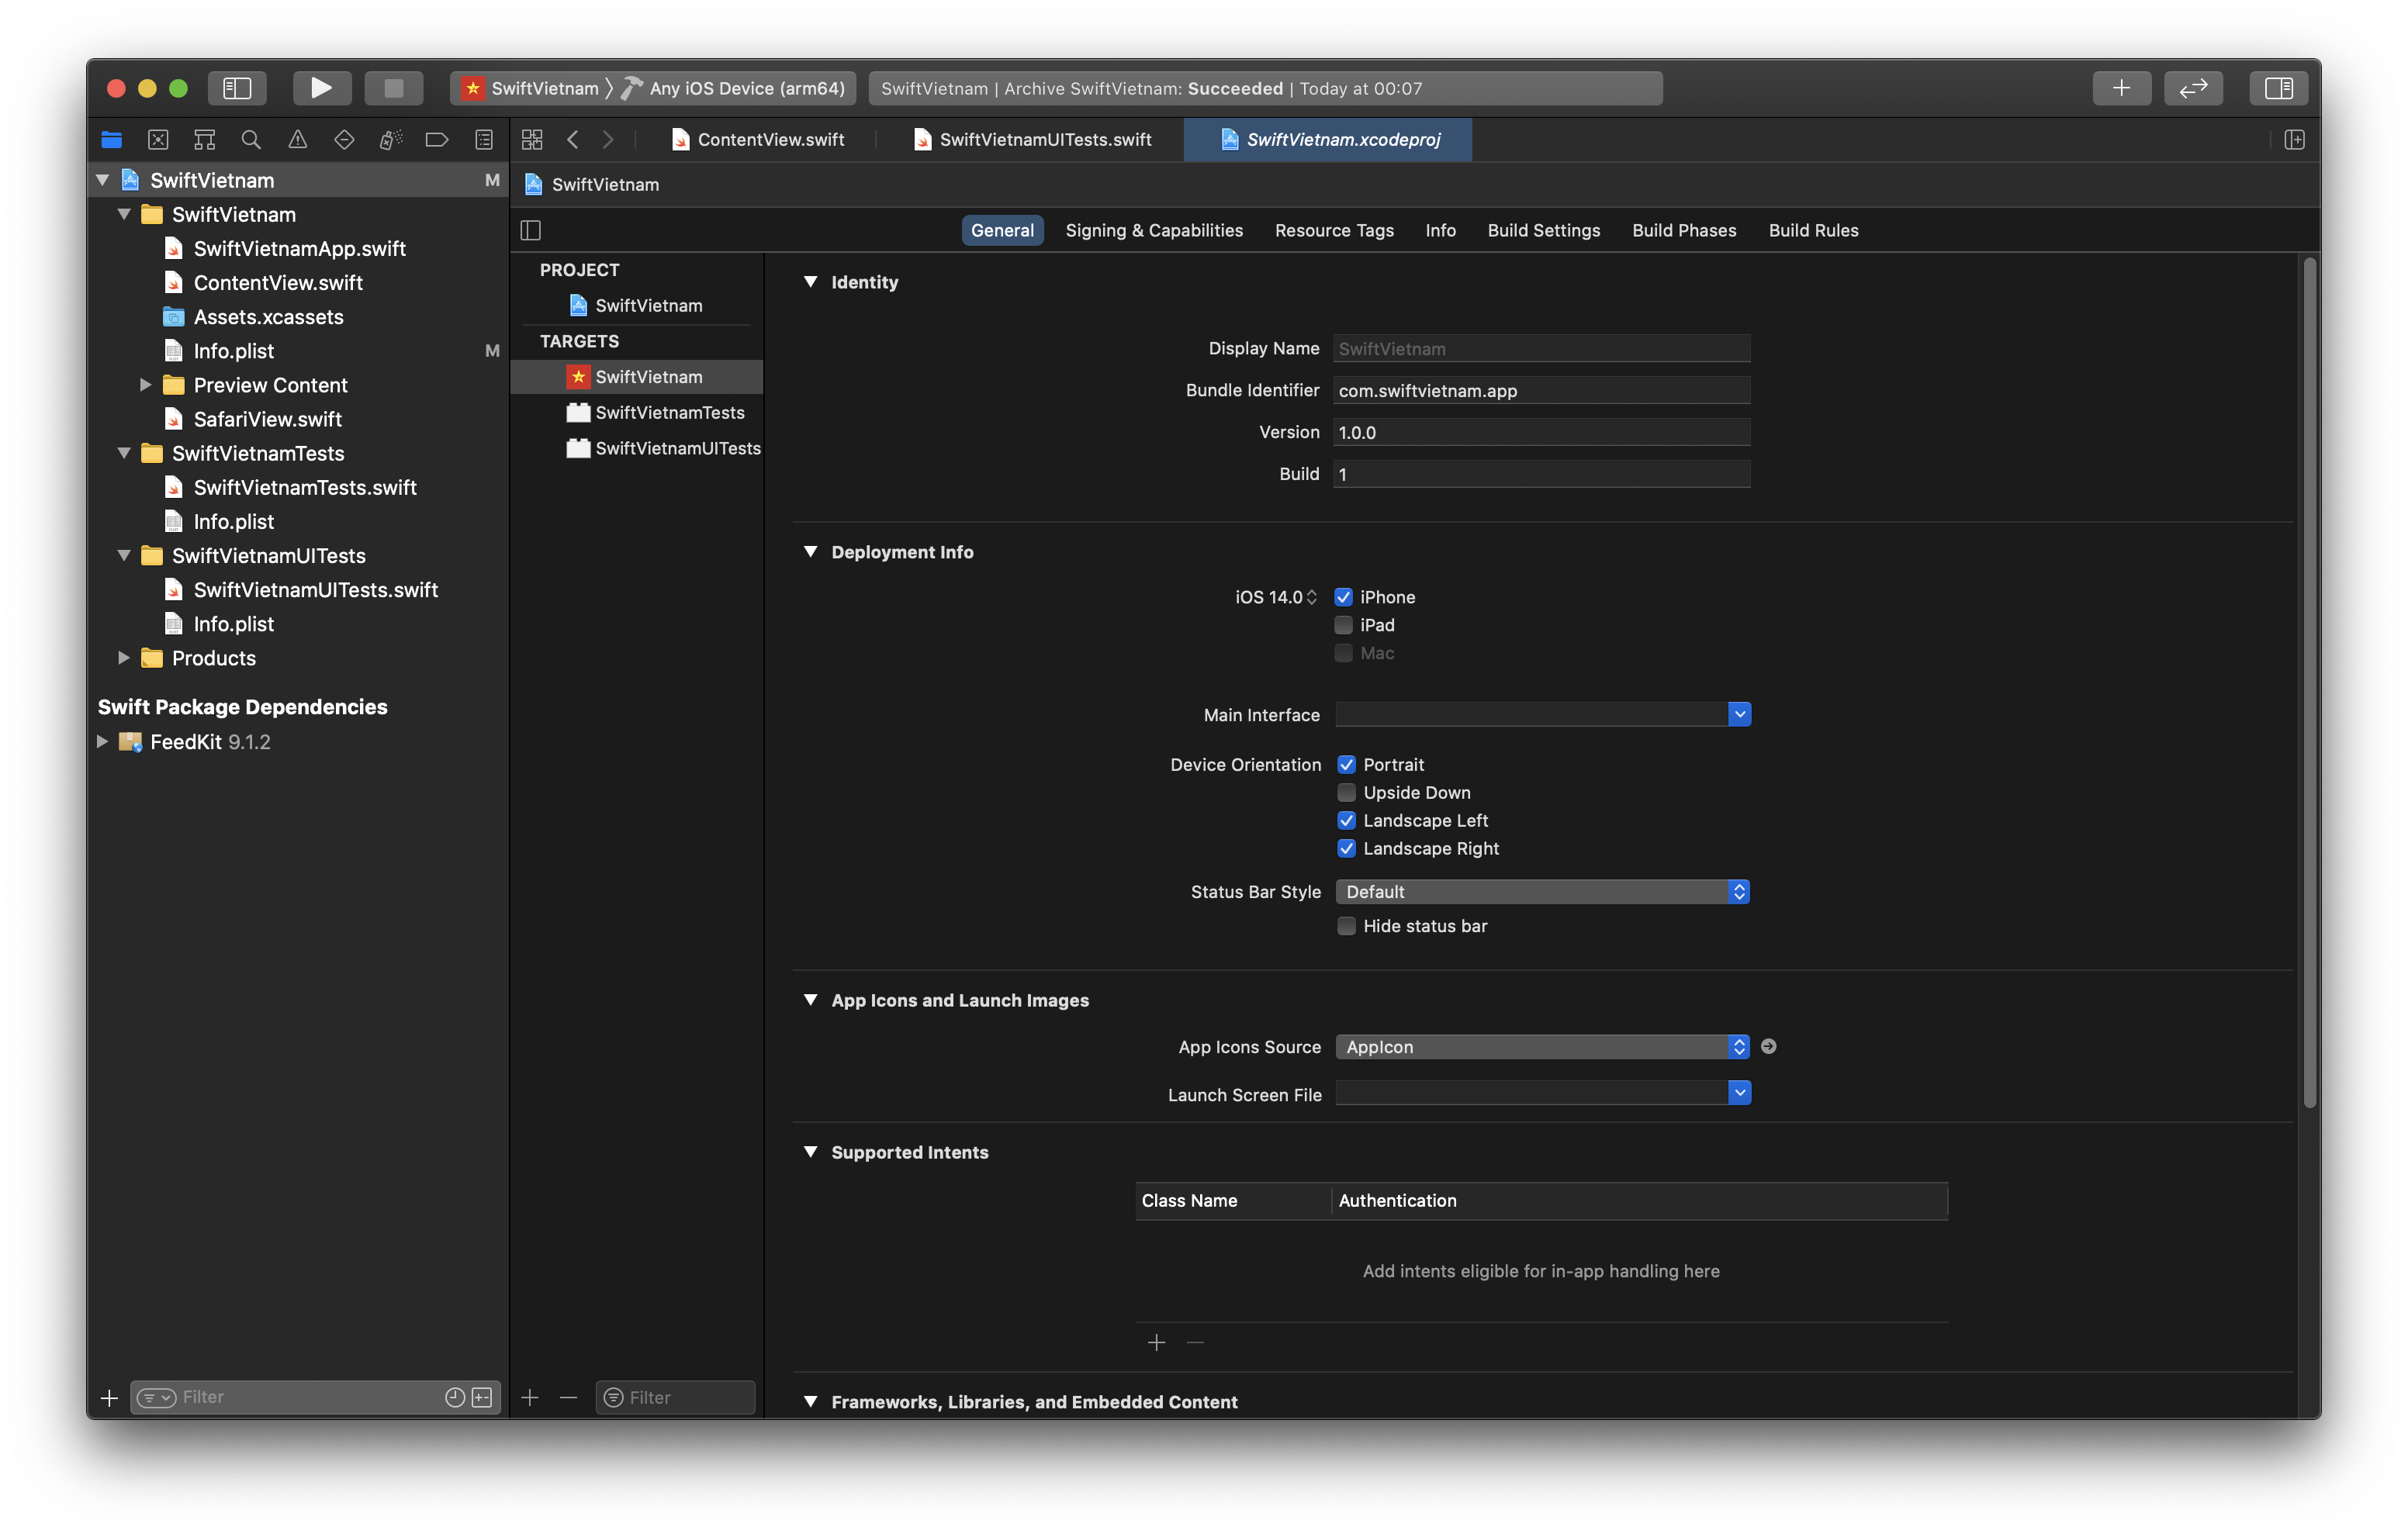 SwiftVietnam 〉 Any iOS Device (arm64)
SwiftVietnam | Archive SwiftVietnam: Succeeded | Today at 00:07
ContentView.swift
SwiftVietnamUITests.swift
SwiftVietnam.xcodeproj
SwiftVietnam M
SwiftVietnam
SwiftVietnamApp.swift
ContentView.swift
Assets.xcassets
Info.plist M
Preview Content
SafariView.swift
SwiftVietnamTests
SwiftVietnamTests.swift
Info.plist
SwiftVietnamUITests
SwiftVietnamUITests.swift
Info.plist
Products
Swift Package Dependencies
FeedKit 9.1.2
Filter
SwiftVietnam
General Signing & Capabilities Resource Tags Info Build Settings Build Phases Build Rules
PROJECT
SwiftVietnam
TARGETS
SwiftVietnam
SwiftVietnamTests
SwiftVietnamUITests
Filter
Identity
Display Name SwiftVietnam
Bundle Identifier com.swiftvietnam.app
Version 1.0.0
Build 1
Deployment Info
iOS 14.0 iPhone
iPad
Mac
Main Interface
Device Orientation Portrait
Upside Down
Landscape Left
Landscape Right
Status Bar Style Default
Hide status bar
App Icons and Launch Images
App Icons Source AppIcon
Launch Screen File
Supported Intents
Class Name Authentication
Add intents eligible for in-app handling here
Frameworks, Libraries, and Embedded Content